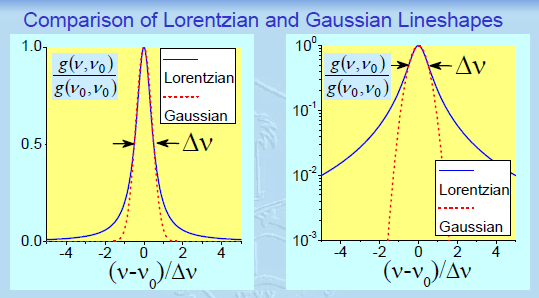 Comparison of Lorentzian and Gaussian Lineshapes
1.0
0.5
0.0
g(ν,ν₀)
g(ν₀,ν₀)
Lorentzian
Gaussian
Δν
-4 -2 0 2 4
(ν-ν₀)/Δν
10⁰
10⁻¹
10⁻²
10⁻³
g(ν,ν₀)
g(ν₀,ν₀)
Δν
Lorentzian
Gaussian
-4 -2 0 2 4
(ν-ν₀)/Δν